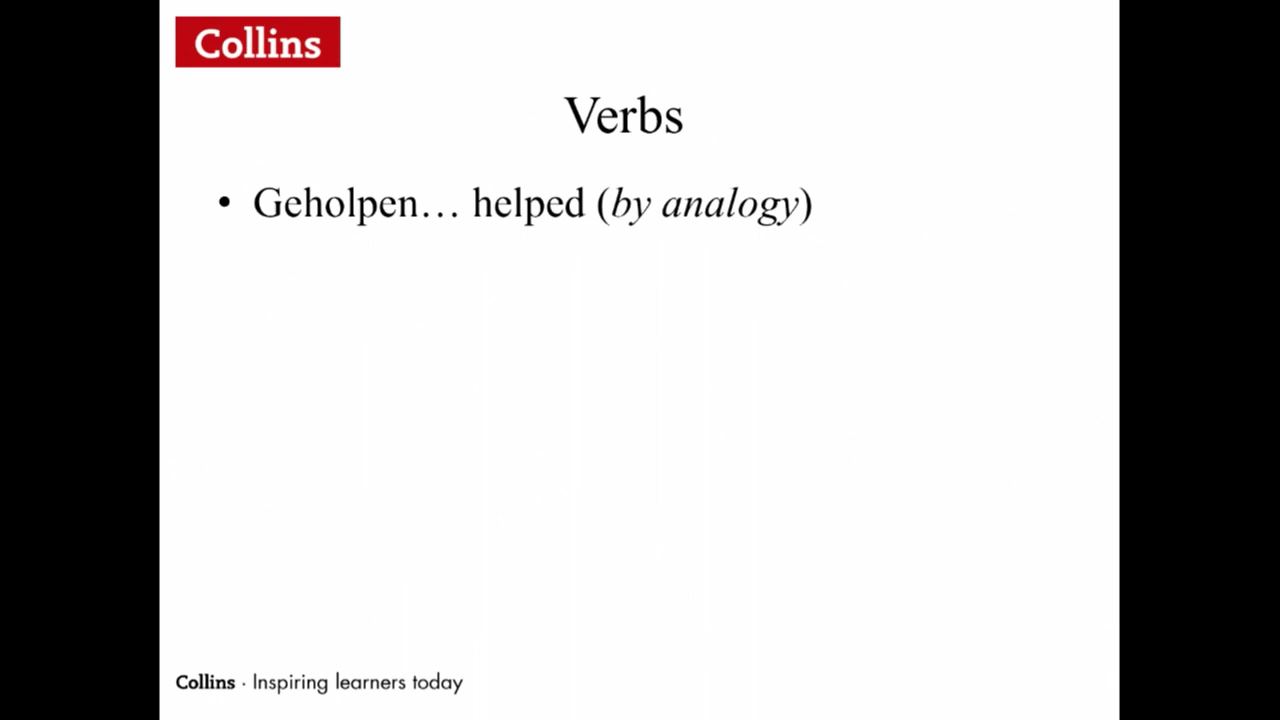 Collins
Verbs
• Geholpen… helped (by analogy)
Collins · Inspiring learners today